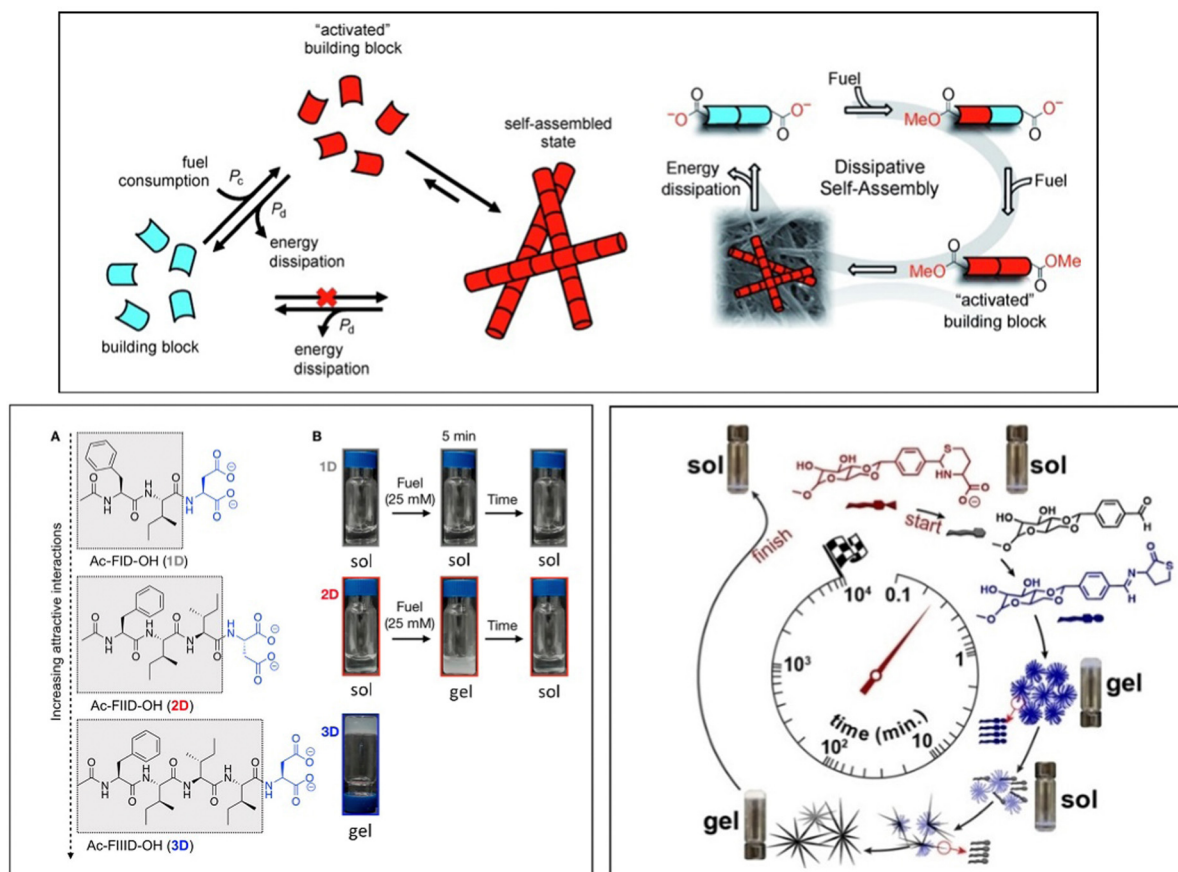 "activated"
building block
fuel
consumption
Pc
Pd
energy
dissipation
building block
Pd
energy
dissipation
self-assembled
state
Fuel
⁻O
O
O
O⁻
MeO
O
O
O⁻
Energy
dissipation
Dissipative
Self-Assembly
Fuel
MeO
O
O
OMe
"activated"
building block
A
Increasing attractive interactions
Ac-FID-OH (1D)
Ac-FIID-OH (2D)
Ac-FIIID-OH (3D)
B
5 min
1D
Fuel
(25 mM)
Time
sol
sol
sol
2D
Fuel
(25 mM)
Time
sol
gel
sol
3D
gel
sol
sol
start
finish
10⁴
0.1
1
10
10²
10³
time (min.)
gel
sol
gel